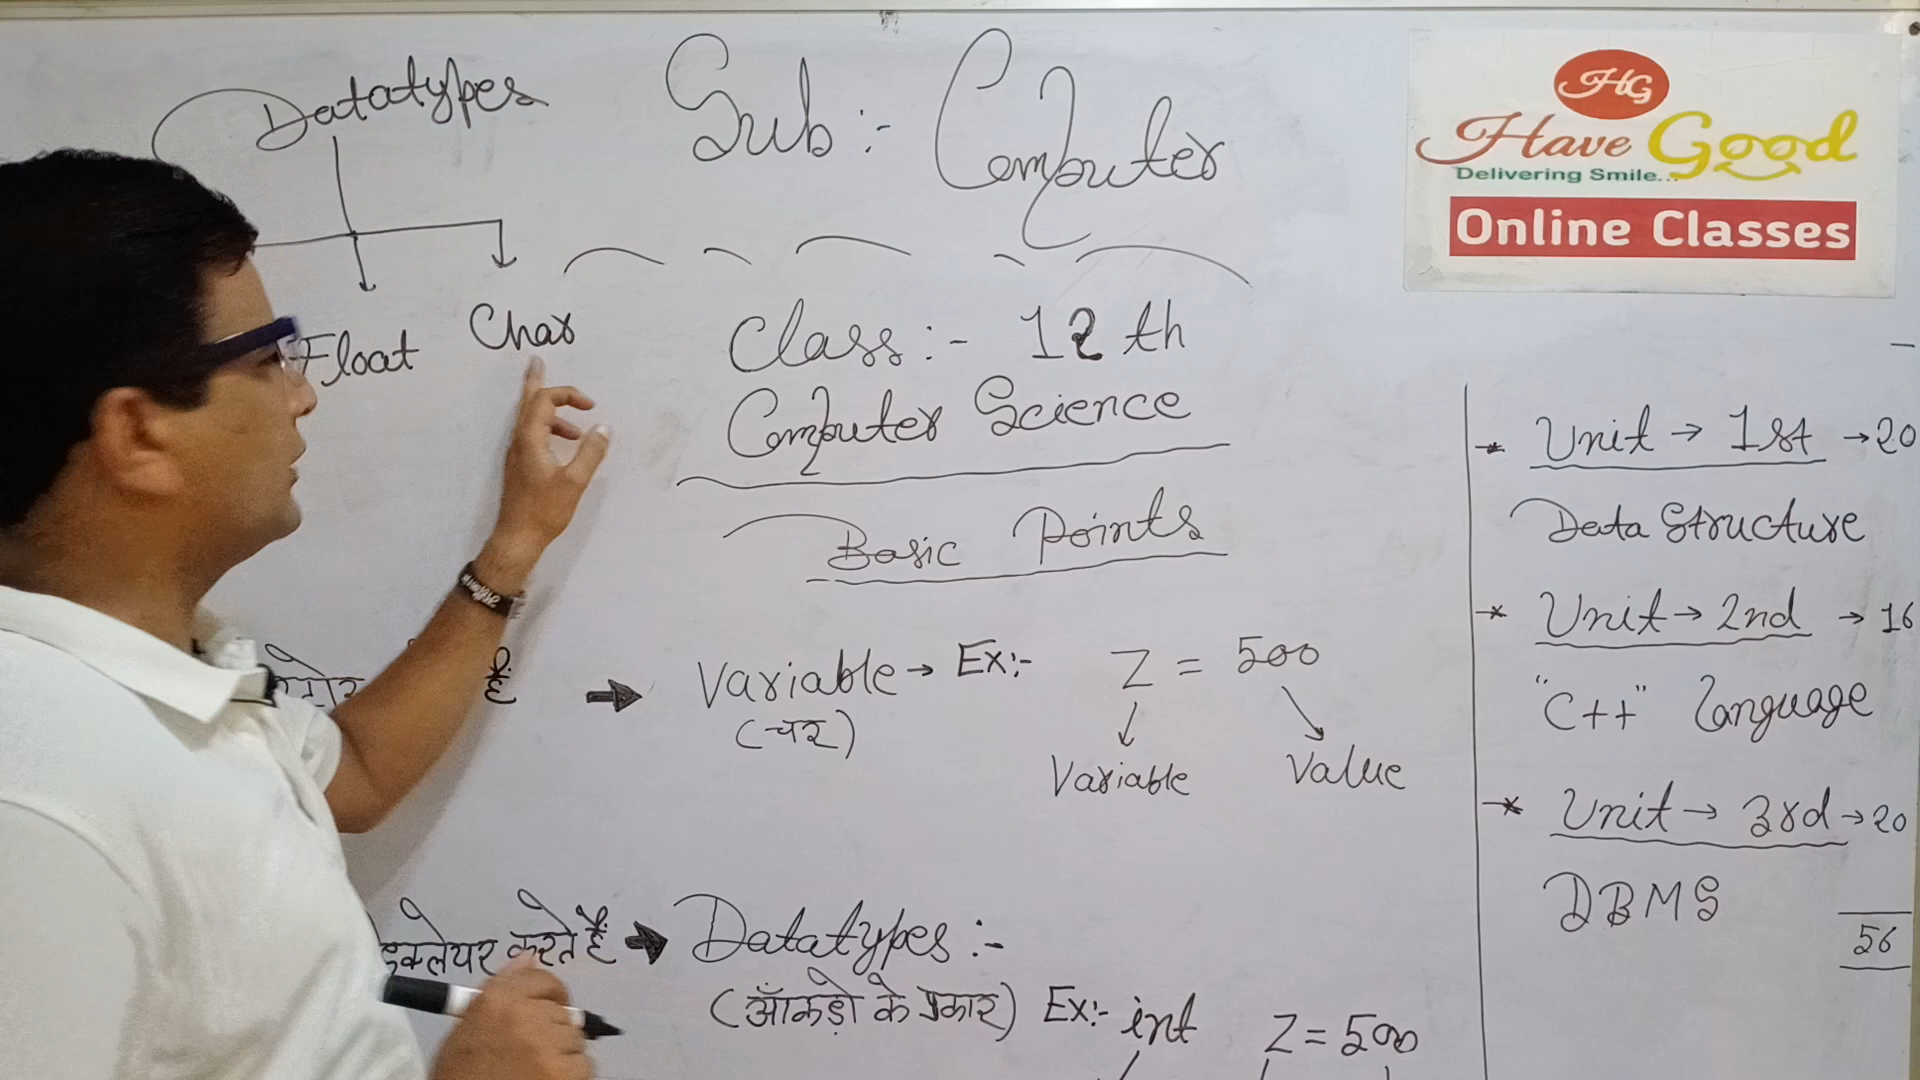 Datatypes
Float
Char
Sub:- Computer
Class:- 12 th
Computer Science
Basic Points
Variable → Ex:- Z = 500
(चर)
Variable Value
डिक्लेयर करते हैं → Datatypes :-
(आँकड़ो के प्रकार) Ex:- int Z = 500
HG
Have Good
Delivering Smile...
Online Classes
* Unit → 1st → 20
Data Structure
* Unit → 2nd → 16
"C++" Language
* Unit → 3rd → 20
DBMS
56